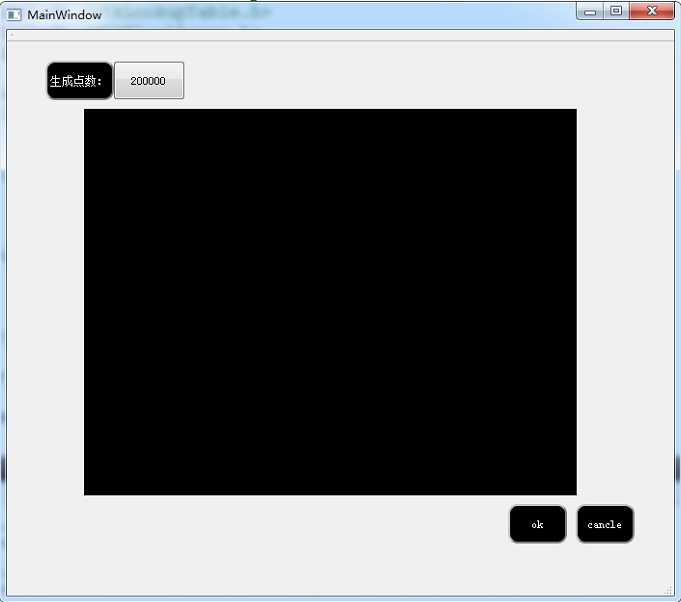 MainWindow
生成点数：
200000
ok
cancle